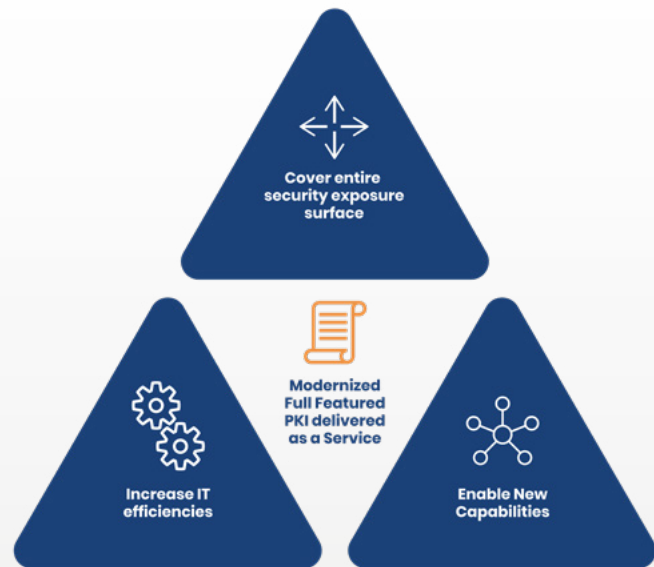 Cover entire
security exposure
surface
Modernized
Full Featured
PKI delivered
as a Service
Increase IT
efficiencies
Enable New
Capabilities